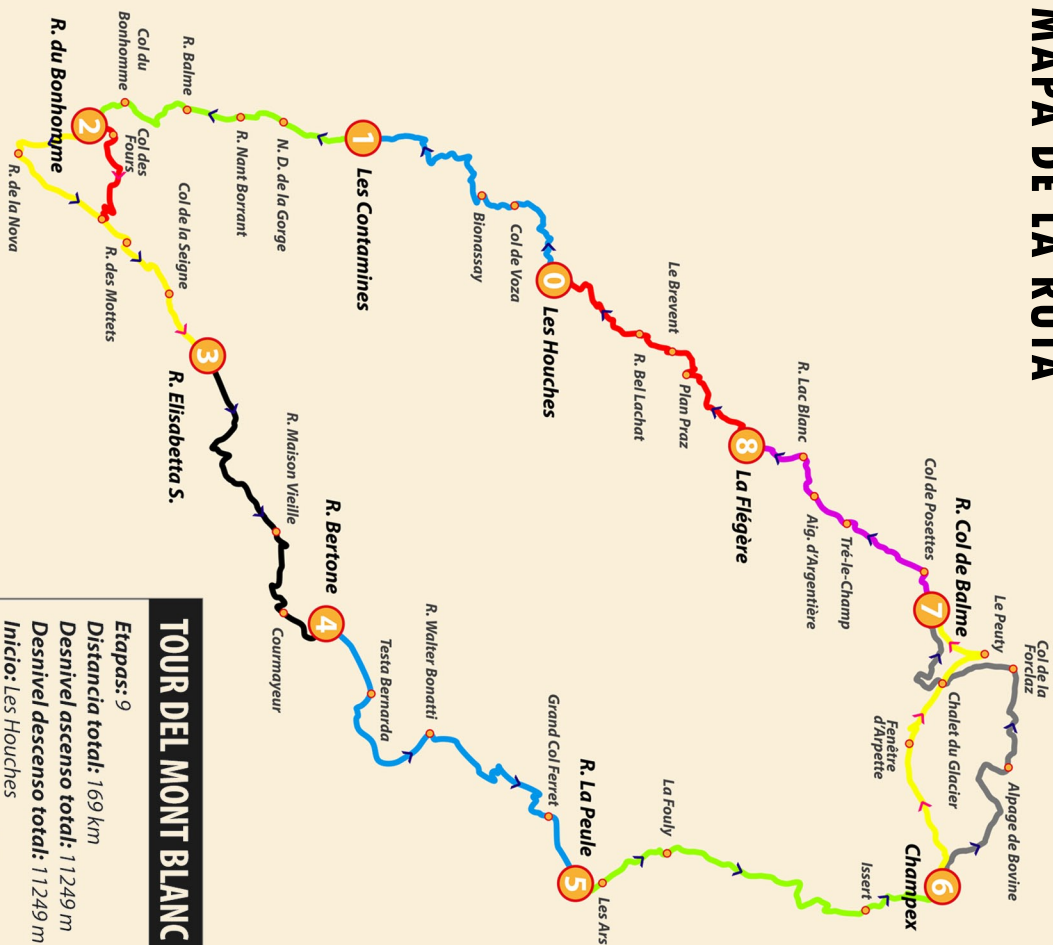 MAPA DE LA RUTA
Col de la
Forclaz
Le Peuty
Alpage de Bovine
R. Col de Balme
7
Col de Posettes
Chalet du Glacier
Fenêtre
d'Arpette
Champex
6
Tré-le-Champ
Aig. d'Argentière
R. Lac Blanc
Issert
La Flégère
8
Plan Praz
Le Brevent
R. Bel Lachat
La Fouly
Les Houches
0
Les Ars
R. La Peule
5
Col de Voza
Bionassay
Grand Col Ferret
R. Walter Bonatti
Testa Bernarda
Les Contamines
1
R. Bertone
4
N. D. de la Gorge
R. Maison Vieille
Courmayeur
R. Nant Borrant
R. Balme
Col de la Seigne
3
R. Elisabetta S.
Col du
Bonhomme
Col des
Fours
2
R. des Mottets
R. du Bonhomme
R. de la Nova
TOUR DEL MONT BLANC
Etapas: 9
Distancia total: 169 km
Desnivel ascenso total: 11249 m
Desnivel descenso total: 11249 m
Inicio: Les Houches